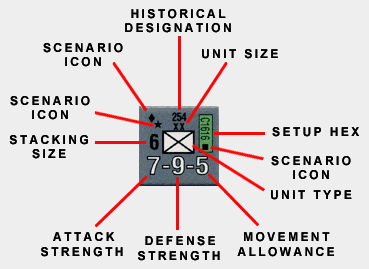 HISTORICAL
DESIGNATION
SCENARIO
ICON
UNIT SIZE
SCENARIO
ICON
254
XX
C1616
SETUP HEX
STACKING
SIZE
6
SCENARIO
ICON
7-9-5
UNIT TYPE
ATTACK
STRENGTH
DEFENSE
STRENGTH
MOVEMENT
ALLOWANCE